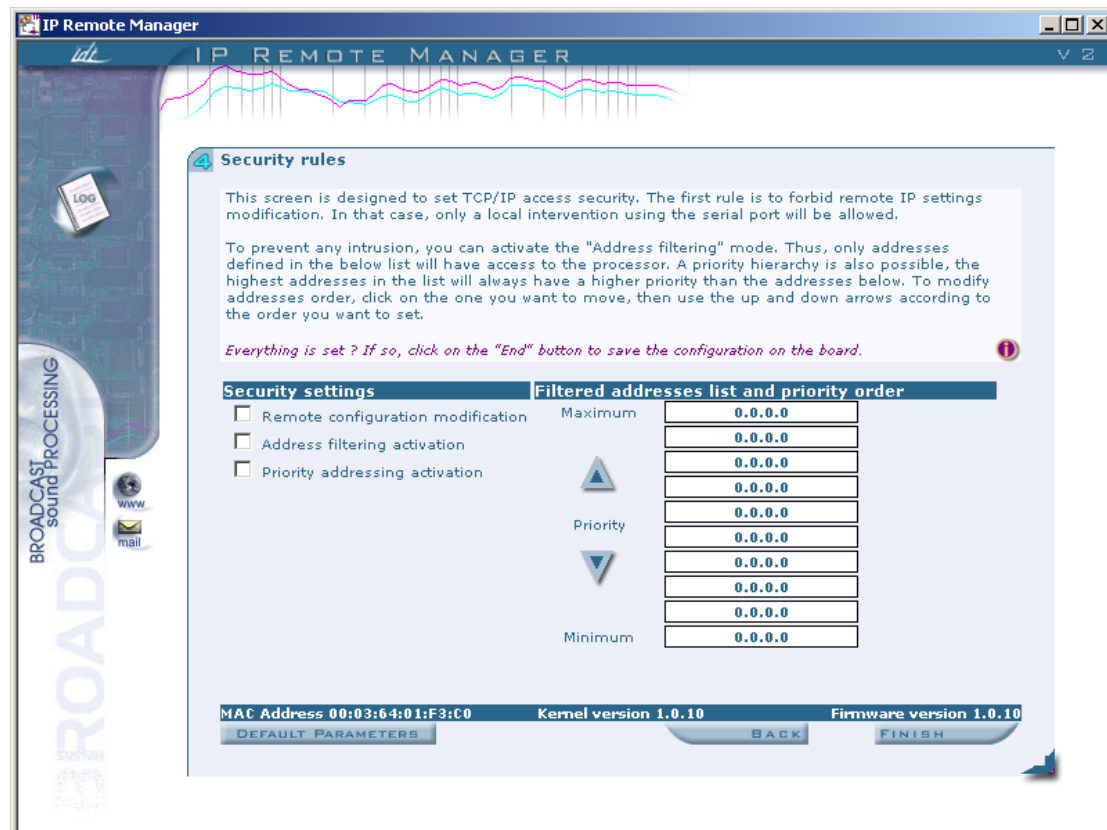 IP Remote Manager
idt
IP REMOTE MANAGER
V 2
LOG
4 Security rules
This screen is designed to set TCP/IP access security. The first rule is to forbid remote IP settings
modification. In that case, only a local intervention using the serial port will be allowed.
To prevent any intrusion, you can activate the "Address filtering" mode. Thus, only addresses
defined in the below list will have access to the processor. A priority hierarchy is also possible, the
highest addresses in the list will always have a higher priority than the addresses below. To modify
addresses order, click on the one you want to move, then use the up and down arrows according to
the order you want to set.
Everything is set ? If so, click on the "End" button to save the configuration on the board.
i
Security settings
Remote configuration modification
Address filtering activation
Priority addressing activation
Filtered addresses list and priority order
Maximum
Priority
Minimum
0.0.0.0
0.0.0.0
0.0.0.0
0.0.0.0
0.0.0.0
0.0.0.0
0.0.0.0
0.0.0.0
0.0.0.0
0.0.0.0
BROADCAST
sound PROCESSING
BROADCAST
www
mail
MAC Address 00:03:64:01:F3:C0
Kernel version 1.0.10
Firmware version 1.0.10
DEFAULT PARAMETERS
BACK
FINISH